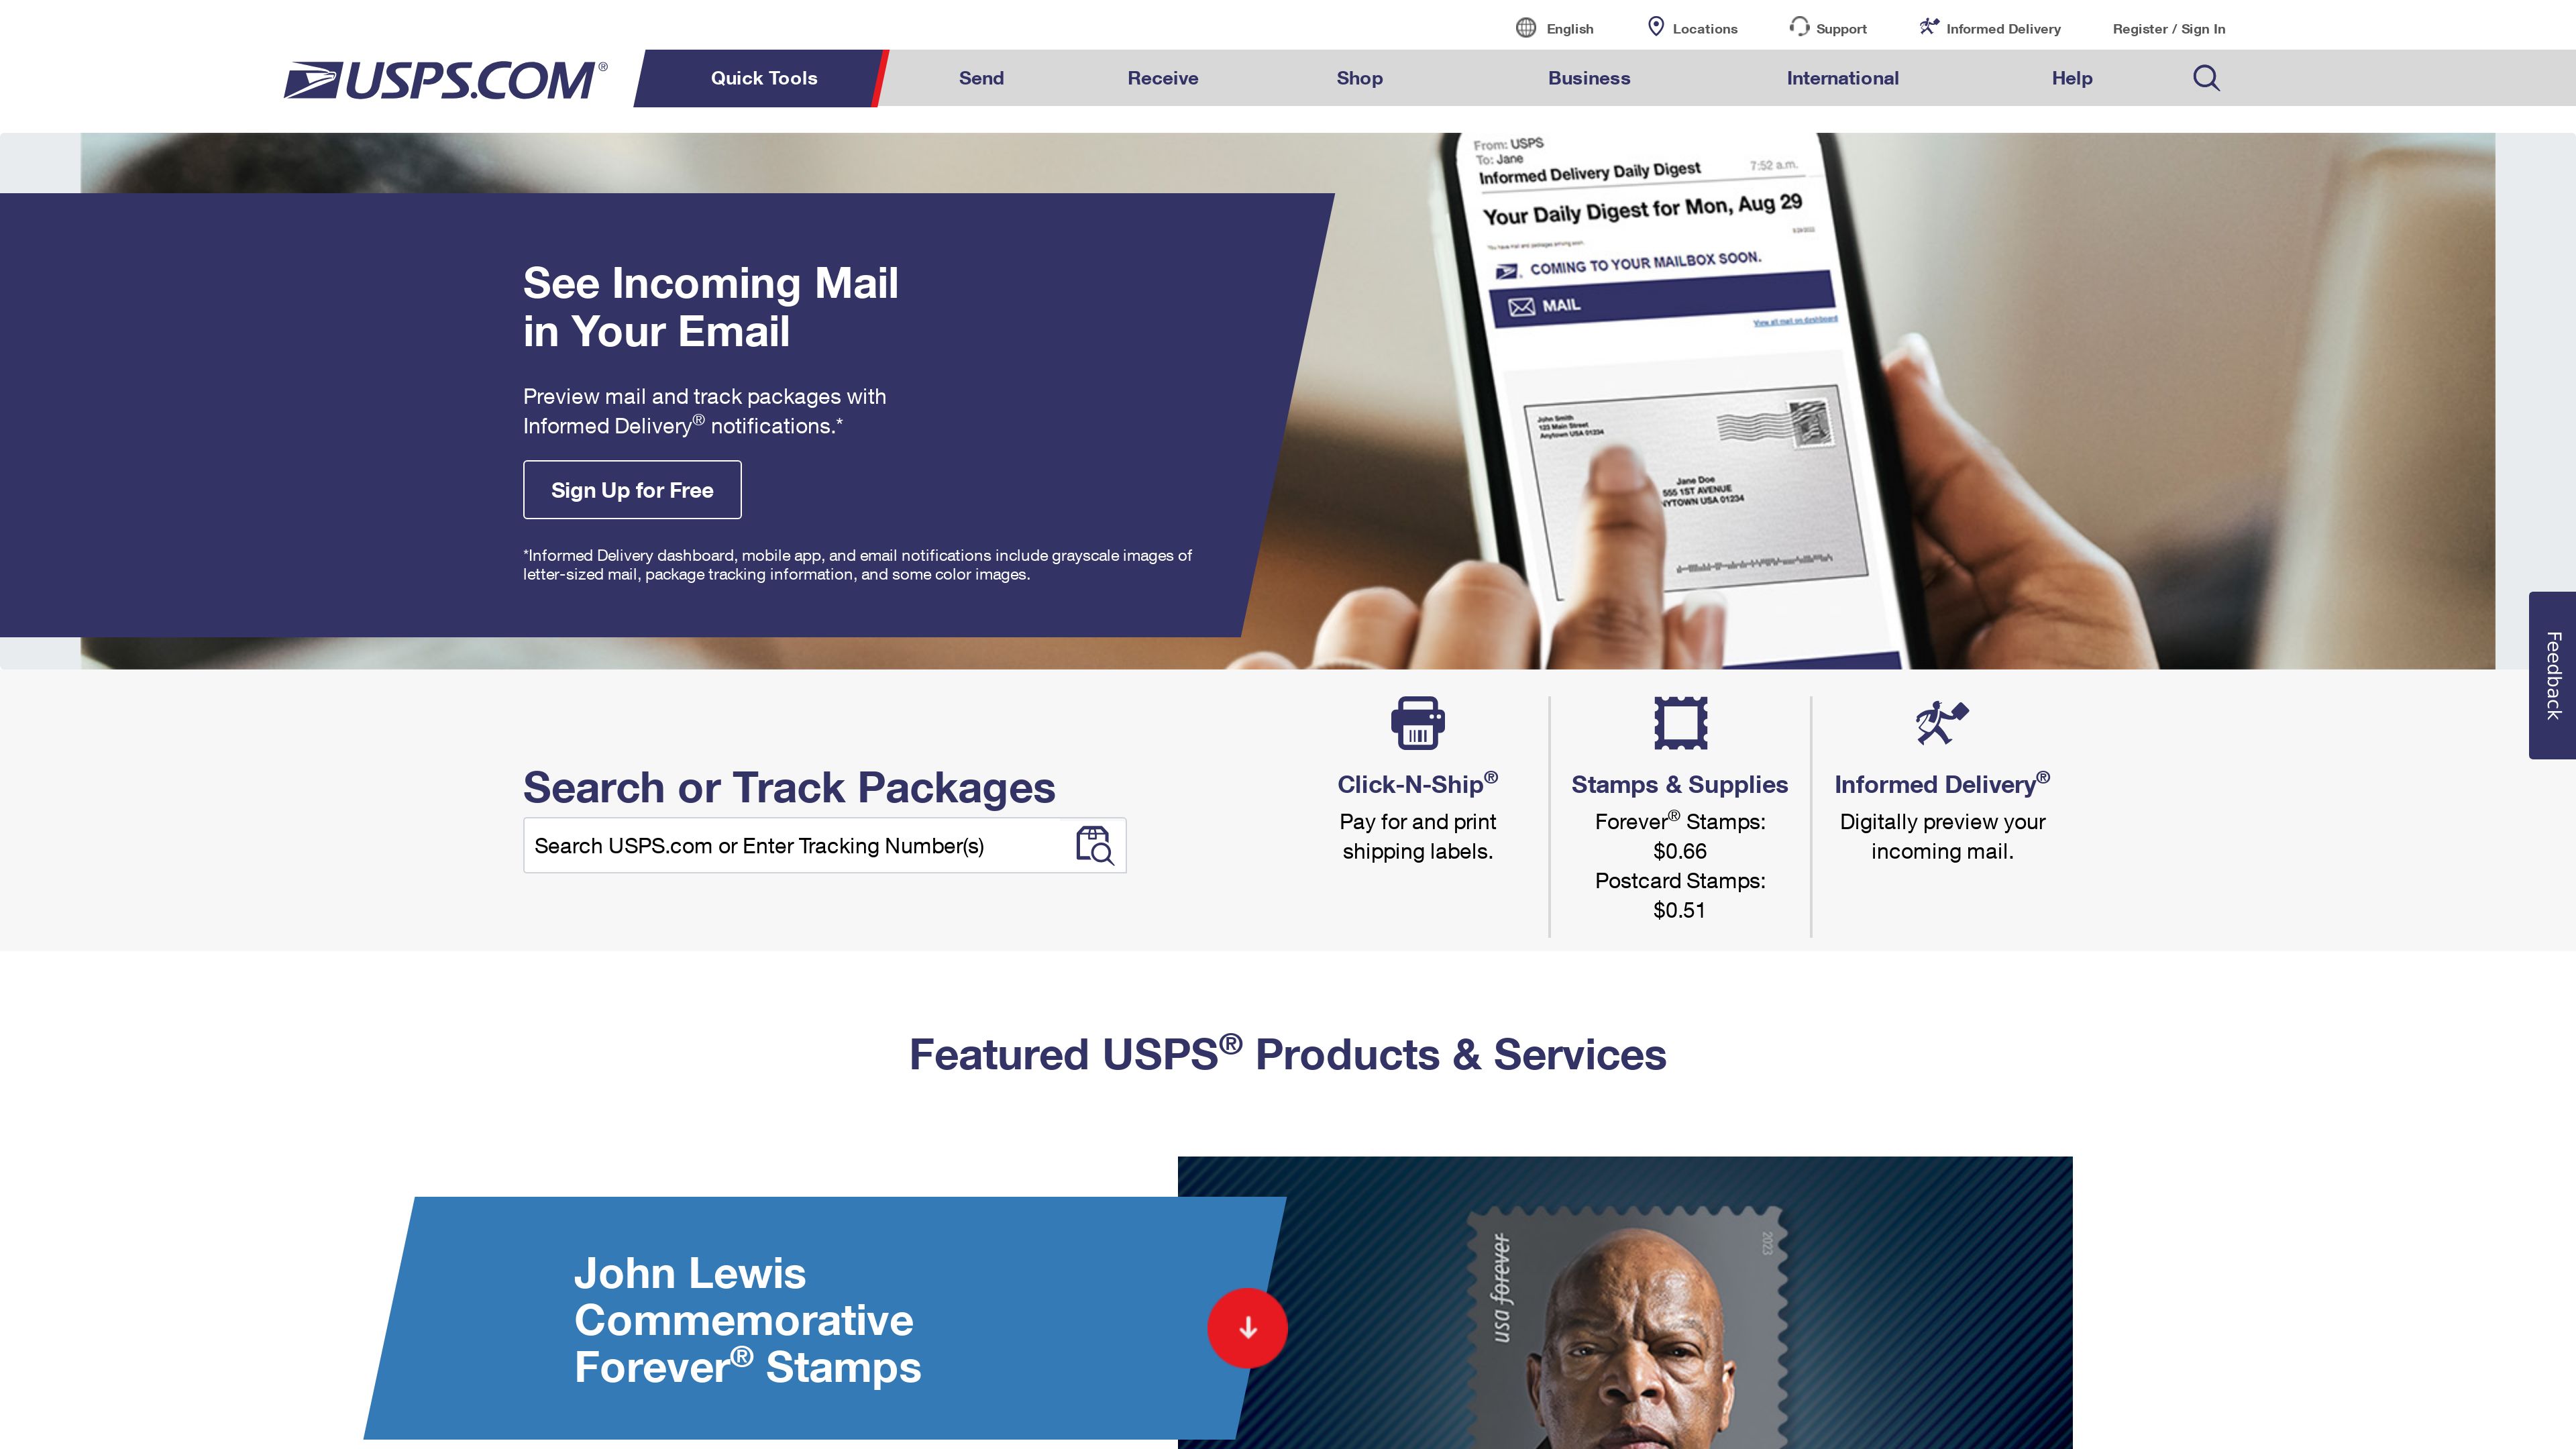 English
Locations
Support
Informed Delivery
Register / Sign In
USPS.COM®
Quick Tools
Send
Receive
Shop
Business
International
Help
From: USPS
To: Jane
Informed Delivery Daily Digest
7:52 a.m.
Your Daily Digest for Mon, Aug 29
COMING TO YOUR MAILBOX SOON.
MAIL
View all mail on dashboard
John Smith
123 Main Street
Anytown USA 01234
Jane Doe
555 1ST AVENUE
NYTOWN USA 01234
See Incoming Mail
in Your Email
Preview mail and track packages with
Informed Delivery® notifications.*
Sign Up for Free
*Informed Delivery dashboard, mobile app, and email notifications include grayscale images of
letter-sized mail, package tracking information, and some color images.
Feedback
Search or Track Packages
Search USPS.com or Enter Tracking Number(s)
Click-N-Ship®
Pay for and print
shipping labels.
Stamps & Supplies
Forever® Stamps:
$0.66
Postcard Stamps:
$0.51
Informed Delivery®
Digitally preview your
incoming mail.
Featured USPS® Products & Services
John Lewis
Commemorative
Forever® Stamps
usa forever
2023